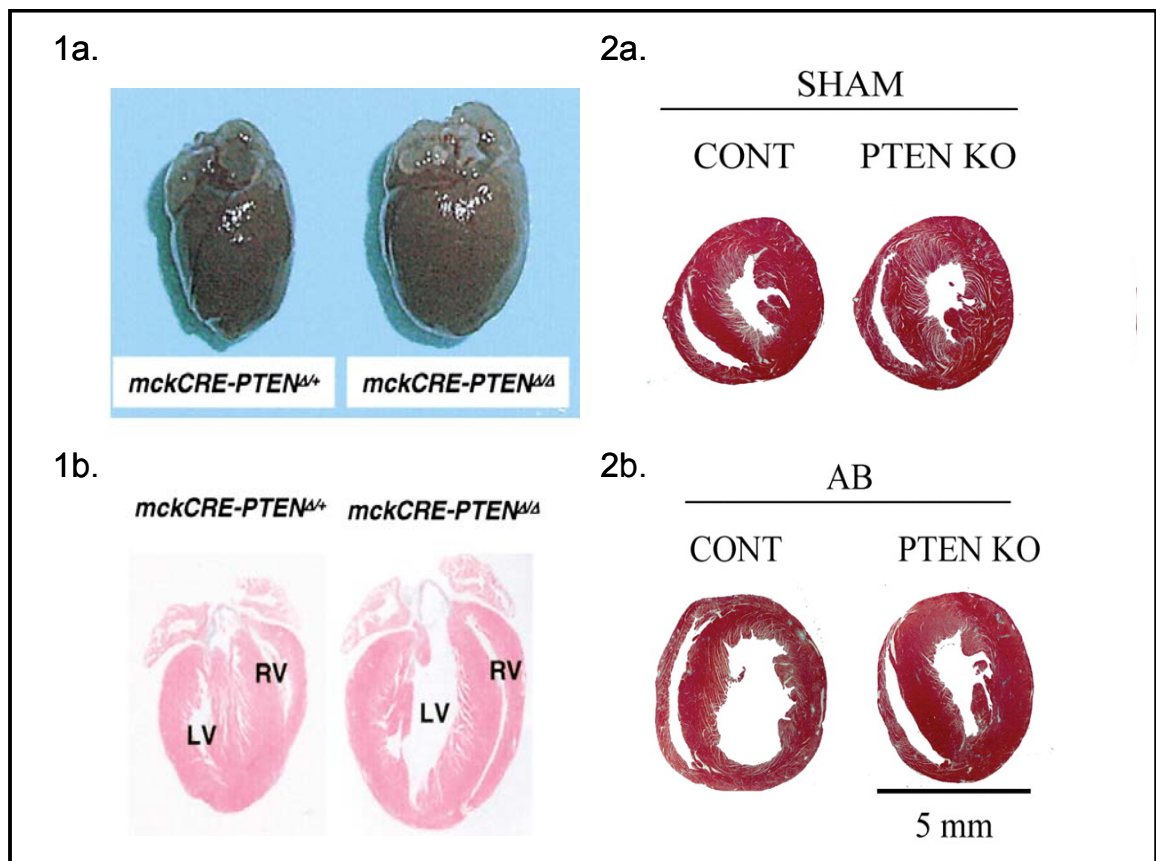 1a.
mckCRE-PTENΔ/+ mckCRE-PTENΔ/Δ
1b.
mckCRE-PTENΔ/+ mckCRE-PTENΔ/Δ
LV RV LV RV
2a.
SHAM
CONT PTEN KO
2b.
AB
CONT PTEN KO
5 mm